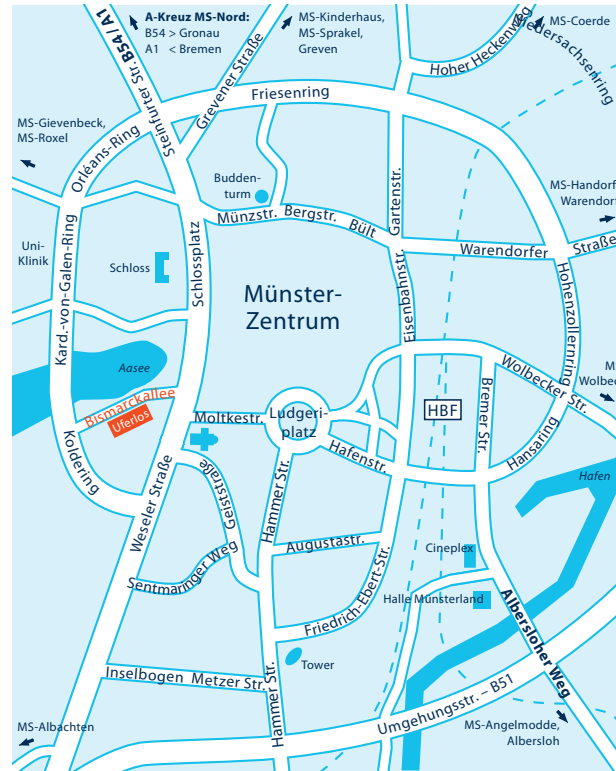 A-Kreuz MS-Nord:
B54 > Gronau
A1 < Bremen
MS-Kinderhaus,
MS-Sprakel,
Greven
MS-Coerde
Niedersachsenring
Hoher Heckenweg
Steinfurter Str. B54 / A1
Grevener Straße
Friesenring
MS-Gievenbeck,
MS-Roxel
Orléans-Ring
Budden-
turm
Münzstr. Bergstr. Bült
Gartenstr.
MS-Handorf
Warendorf
Warendorfer Straße
Uni-
Klinik
Schloss
Schlossplatz
Kard.-von-Galen-Ring
Münster-
Zentrum
Eisenbahnstr.
Hohenzollernring
Aasee
Bismarckallee
Uferlos
Moltkestr.
Ludgeri-
platz
HBF
Bremer Str.
Wolbecker Str.
Hansaring
Koldering
Hafenstr.
Hafen
Weseler Straße
Geiststraße
Hammer Str.
Augustastr.
Cineplex
Sentmaringer Weg
Friedrich-Ebert-Str.
Halle Münsterland
Albersloher Weg
Inselbogen Metzer Str.
Tower
Hammer Str.
Umgehungsstr. – B51
MS-Albachten
MS-Angelmodde,
Albersloh